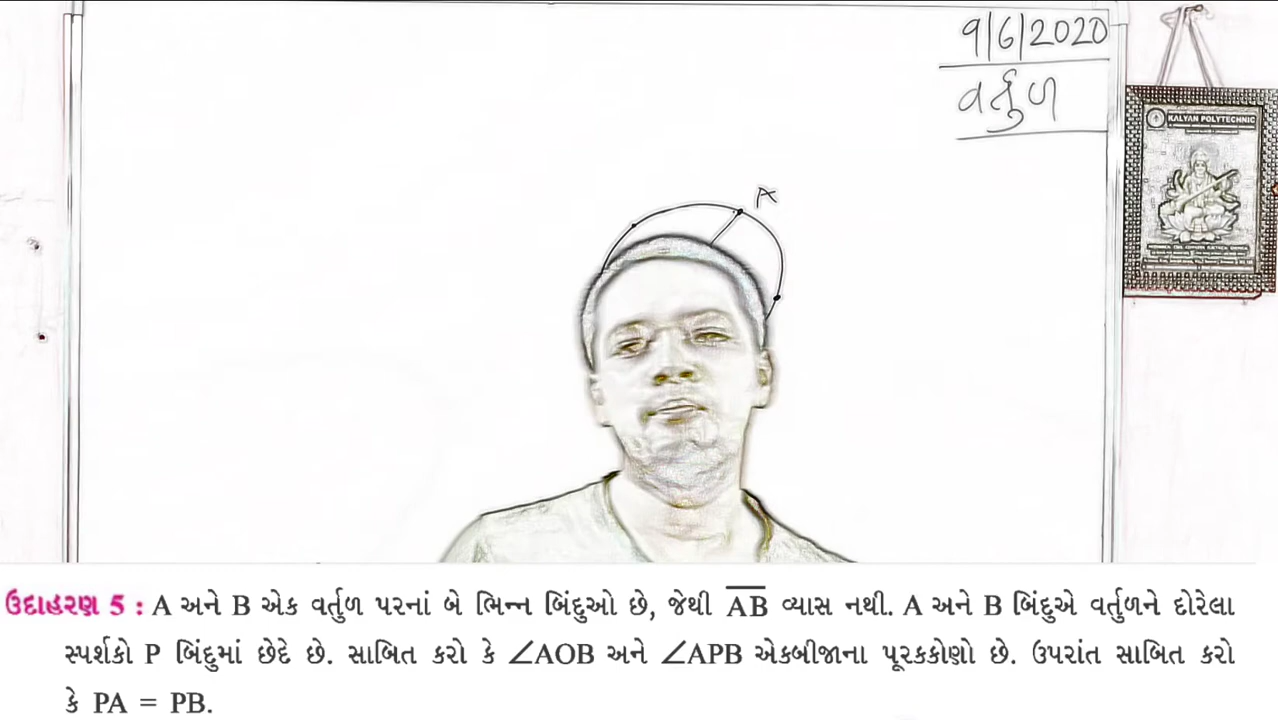 9/6/2020
વર્તુળ
KALYAN POLYTECHNIC
A
ઉદાહરણ 5 : A અને B એક વર્તુળ પરનાં બે ભિન્ન બિંદુઓ છે, જેથી AB વ્યાસ નથી. A અને B બિંદુએ વર્તુળને દોરેલા
સ્પર્શકો P બિંદુમાં છેદે છે. સાબિત કરો કે ∠AOB અને ∠APB એકબીજાના પૂરકકોણો છે. ઉપરાંત સાબિત કરો
કે PA = PB.